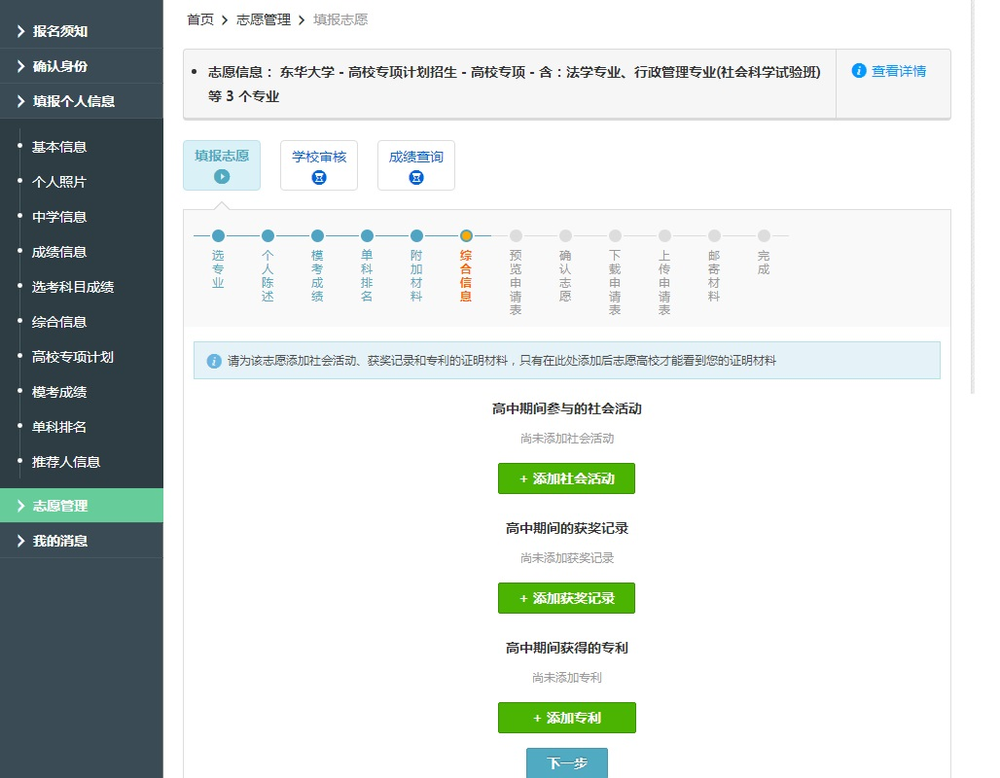 报名须知
确认身份
填报个人信息
基本信息
个人照片
中学信息
成绩信息
选考科目成绩
综合信息
高校专项计划
模考成绩
单科排名
推荐人信息
志愿管理
我的消息
首页 > 志愿管理 > 填报志愿
志愿信息： 东华大学 - 高校专项计划招生 - 高校专项 - 含：法学专业、行政管理专业(社会科学试验班)
等 3 个专业
查看详情
填报志愿
学校审核
成绩查询
选专业
个人陈述
模考成绩
单科排名
附加材料
综合信息
预览申请表
确认志愿
下载申请表
上传申请表
邮寄材料
完成
请为该志愿添加社会活动、获奖记录和专利的证明材料，只有在此处添加后志愿高校才能看到您的证明材料
高中期间参与的社会活动
尚未添加社会活动
+ 添加社会活动
高中期间的获奖记录
尚未添加获奖记录
+ 添加获奖记录
高中期间获得的专利
尚未添加专利
+ 添加专利
下一步